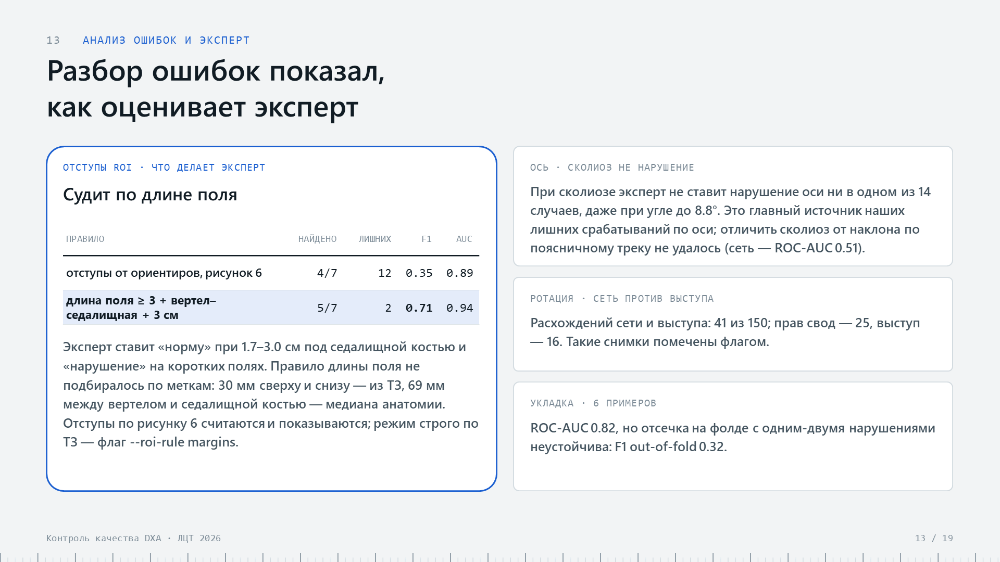 13 АНАЛИЗ ОШИБОК И ЭКСПЕРТ
Разбор ошибок показал,
как оценивает эксперт
ОТСТУПЫ ROI · ЧТО ДЕЛАЕТ ЭКСПЕРТ
Судит по длине поля
ПРАВИЛО НАЙДЕНО ЛИШНИХ F1 AUC
отступы от ориентиров, рисунок 6 4/7 12 0.35 0.89
длина поля ≥ 3 + вертел–
седалищная + 3 см 5/7 2 0.71 0.94
Эксперт ставит «норму» при 1.7–3.0 см под седалищной костью и
«нарушение» на коротких полях. Правило длины поля не
подбиралось по меткам: 30 мм сверху и снизу — из ТЗ, 69 мм
между вертелом и седалищной костью — медиана анатомии.
Отступы по рисунку 6 считаются и показываются; режим строго по
ТЗ — флаг --roi-rule margins.
ОСЬ · СКОЛИОЗ НЕ НАРУШЕНИЕ
При сколиозе эксперт не ставит нарушение оси ни в одном из 14
случаев, даже при угле до 8.8°. Это главный источник наших
лишних срабатываний по оси; отличить сколиоз от наклона по
поясничному треку не удалось (сеть — ROC-AUC 0.51).
РОТАЦИЯ · СЕТЬ ПРОТИВ ВЫСТУПА
Расхождений сети и выступа: 41 из 150; прав свод — 25, выступ
— 16. Такие снимки помечены флагом.
УКЛАДКА · 6 ПРИМЕРОВ
ROC-AUC 0.82, но отсечка на фолде с одним-двумя нарушениями
неустойчива: F1 out-of-fold 0.32.
Контроль качества DXA · ЛЦТ 2026
13 / 19